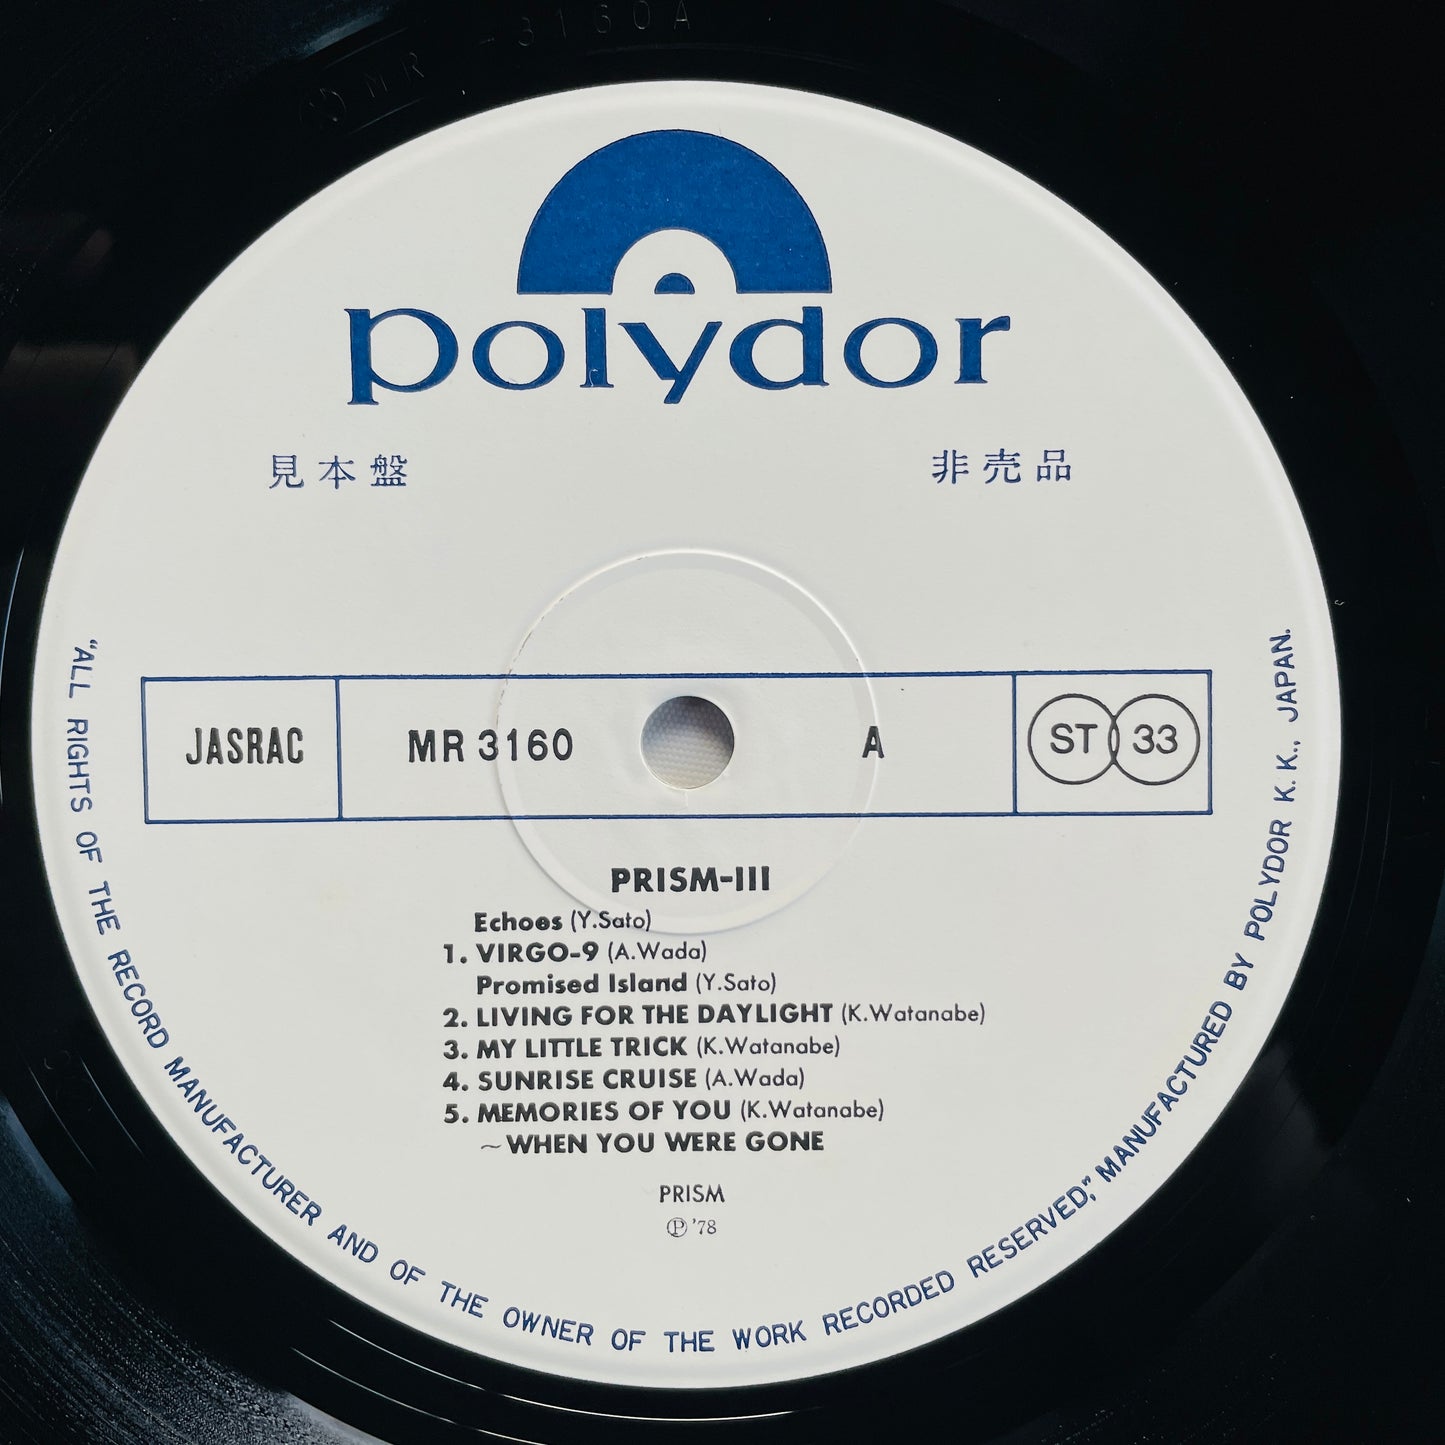 MR -3160A
polydor
見本盤 非売品
JASRAC MR 3160 A ST 33
PRISM-III
Echoes (Y.Sato)
1. VIRGO-9 (A.Wada)
Promised Island (Y.Sato)
2. LIVING FOR THE DAYLIGHT (K.Watanabe)
3. MY LITTLE TRICK (K.Watanabe)
4. SUNRISE CRUISE (A.Wada)
5. MEMORIES OF YOU (K.Watanabe)
~WHEN YOU WERE GONE
PRISM
℗'78
"ALL RIGHTS OF THE RECORD MANUFACTURER AND OF THE OWNER OF THE WORK RECORDED RESERVED," MANUFACTURED BY POLYDOR K. K., JAPAN.